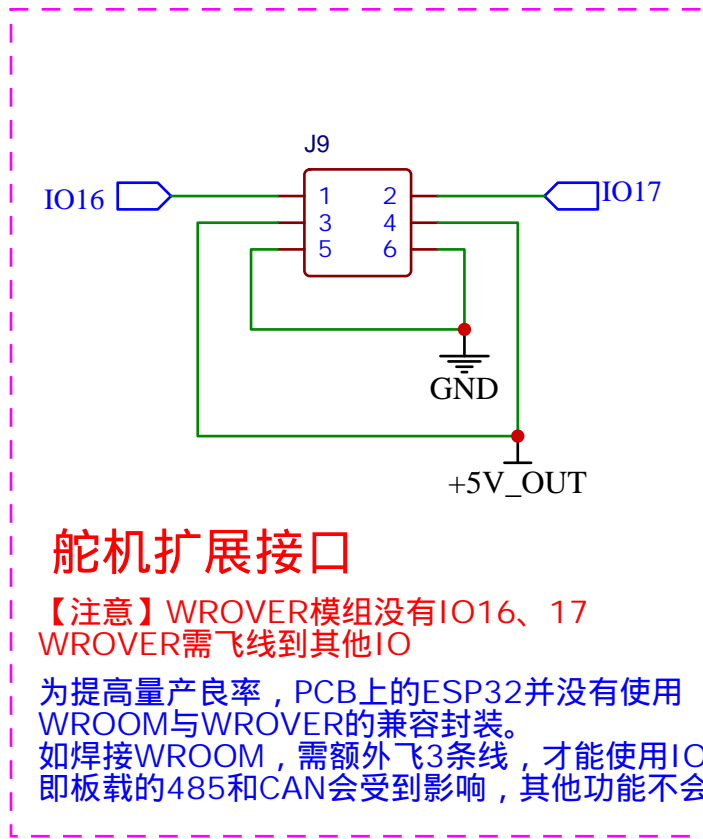 J9
IO16
1 2
IO17
3 4
5 6
GND
+5V_OUT
舵机扩展接口
【注意】WROVER模组没有IO16、17
WROVER需飞线到其他IO
为提高量产良率，PCB上的ESP32并没有使用
WROOM与WROVER的兼容封装。
如焊接WROOM，需额外飞3条线，才能使用IO
即板载的485和CAN会受到影响，其他功能不会